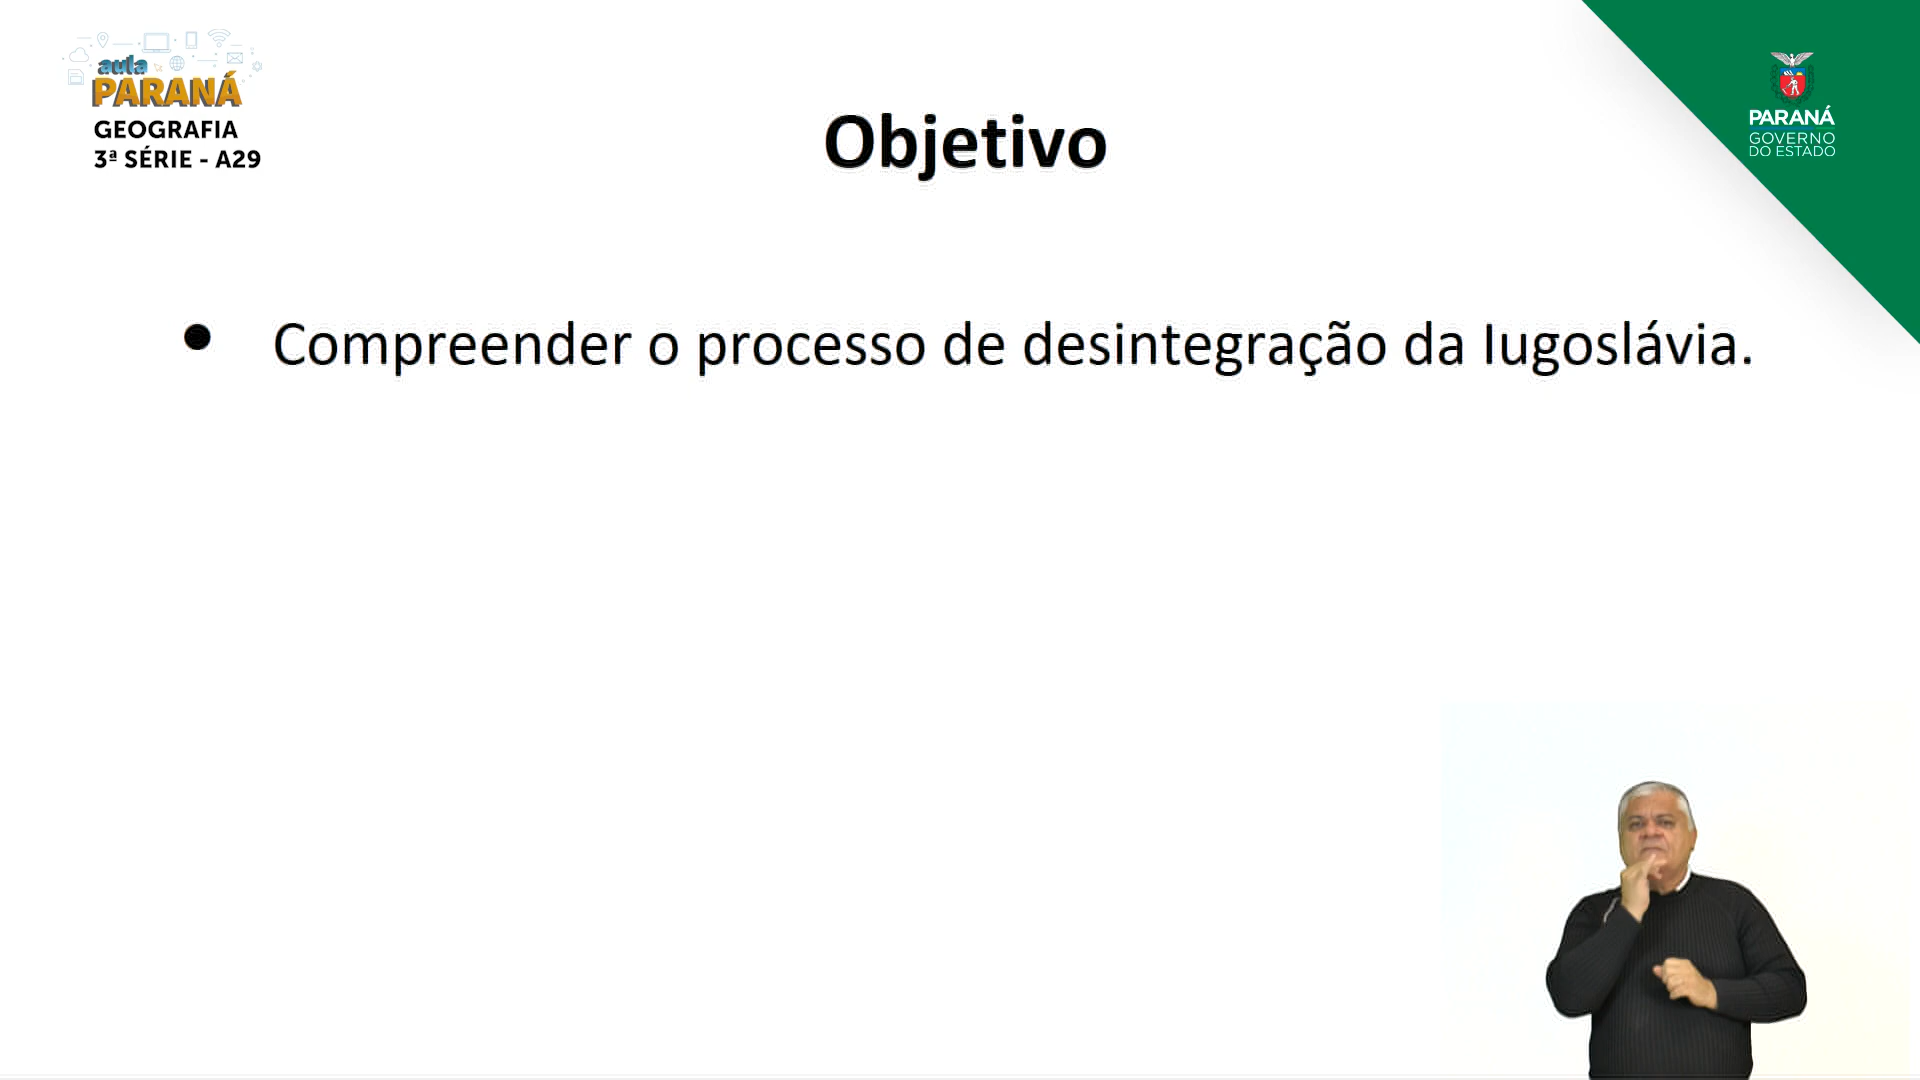 aula
PARANÁ
GEOGRAFIA
3ª SÉRIE - A29
Objetivo
PARANÁ
GOVERNO
DO ESTADO
• Compreender o processo de desintegração da Iugoslávia.